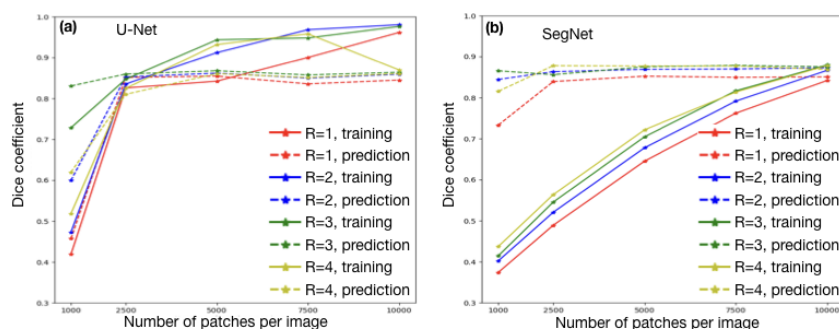 (a) U-Net
1.0
0.9
0.8
0.7
0.6
0.5
0.4
0.3
Dice coefficient
1000 2500 5000 7500 10000
Number of patches per image
R=1, training
R=1, prediction
R=2, training
R=2, prediction
R=3, training
R=3, prediction
R=4, training
R=4, prediction
(b) SegNet
1.0
0.9
0.8
0.7
0.6
0.5
0.4
0.3
Dice coefficient
1000 2500 5000 7500 10000
Number of patches per image
R=1, training
R=1, prediction
R=2, training
R=2, prediction
R=3, training
R=3, prediction
R=4, training
R=4, prediction